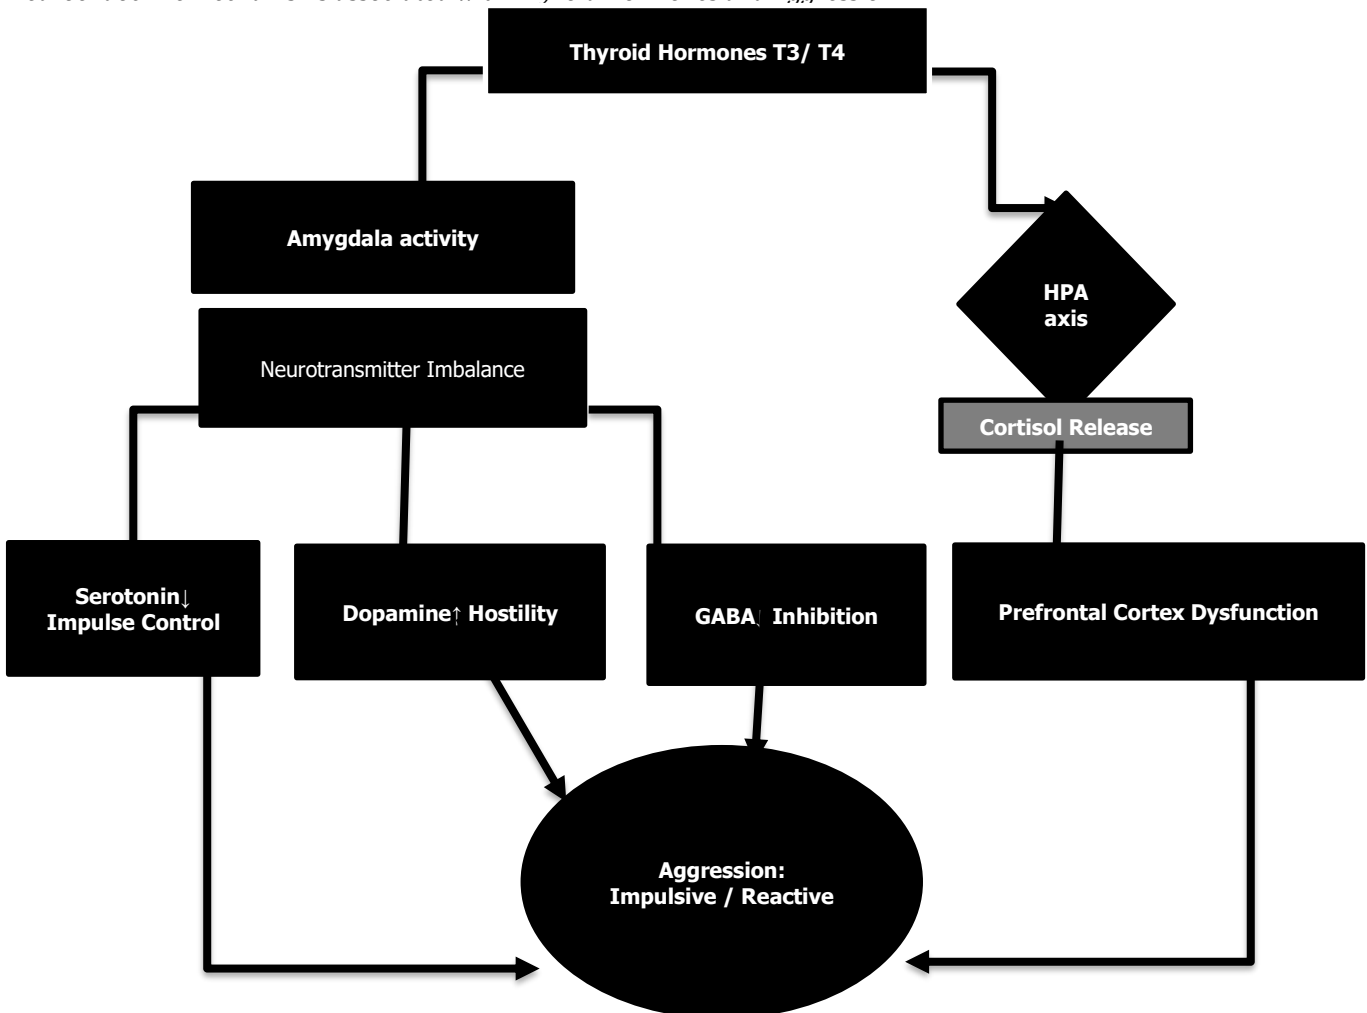 Thyroid Hormones T3/ T4
Amygdala activity
HPA
axis
Neurotransmitter Imbalance
Cortisol Release
Serotonin↓
Impulse Control
Dopamine↑ Hostility
GABA↓ Inhibition
Prefrontal Cortex Dysfunction
Aggression:
Impulsive / Reactive